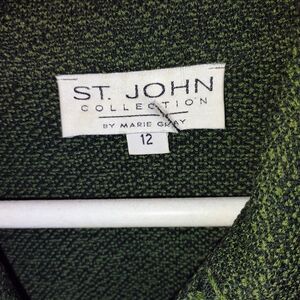 ST. JOHN
COLLECTION
BY MARIE GRAY
12